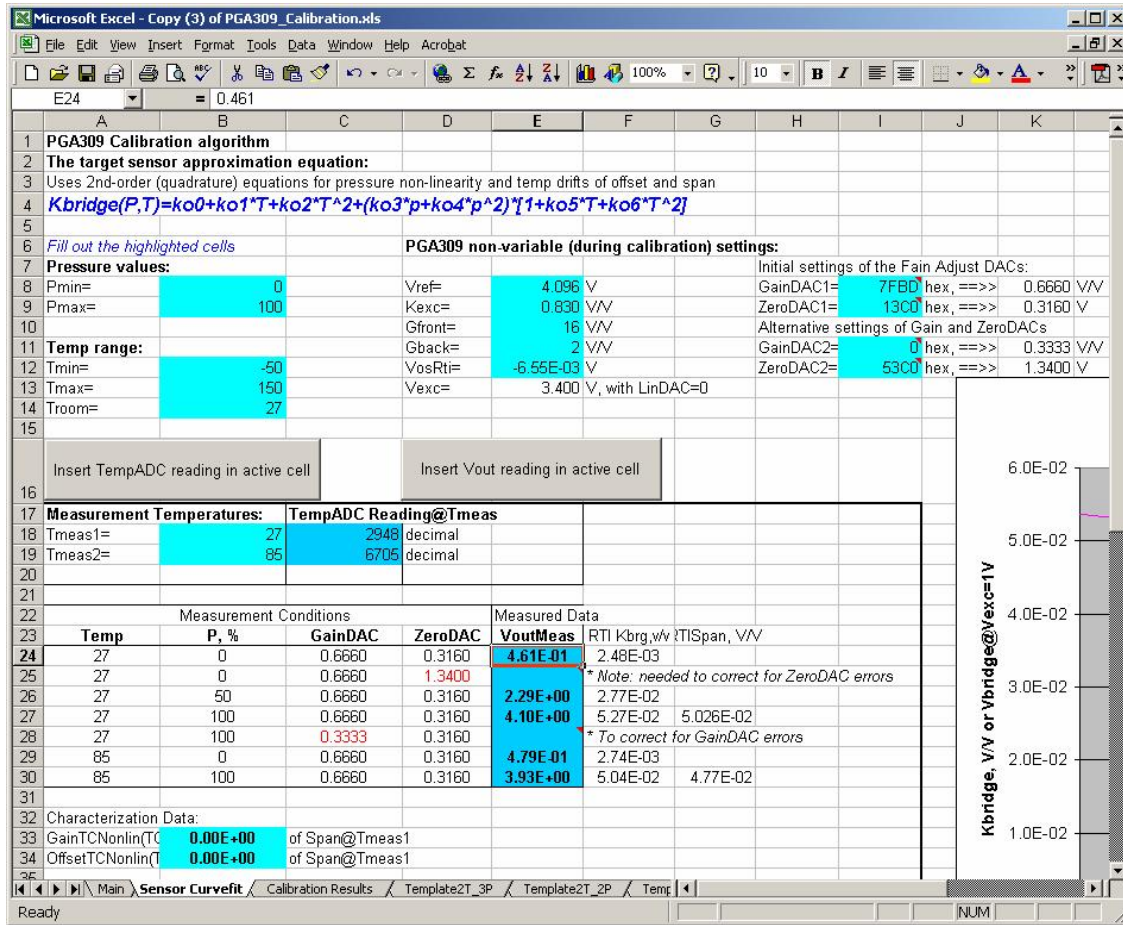 Microsoft Excel - Copy (3) of PGA309_Calibration.xls
File Edit View Insert Format Tools Data Window Help Acrobat
100% 10 B I
E24 = 0.461
A B C D E F G H I J K
1 PGA309 Calibration algorithm
2 The target sensor approximation equation:
3 Uses 2nd-order (quadrature) equations for pressure non-linearity and temp drifts of offset and span
4 Kbridge(P,T)=ko0+ko1*T+ko2*T^2+(ko3*p+ko4*p^2)*[1+ko5*T+ko6*T^2]
5
6 Fill out the highlighted cells PGA309 non-variable (during calibration) settings:
7 Pressure values: Initial settings of the Fain Adjust DACs:
8 Pmin= 0 Vref= 4.096 V GainDAC1= 7FBD hex, ==>> 0.6660 V/V
9 Pmax= 100 Kexc= 0.830 V/V ZeroDAC1= 13C0 hex, ==>> 0.3160 V
10 Gfront= 16 V/V Alternative settings of Gain and ZeroDACs
11 Temp range: Gback= 2 V/V GainDAC2= 0 hex, ==>> 0.3333 V/V
12 Tmin= -50 VosRti= -6.55E-03 V ZeroDAC2= 53C0 hex, ==>> 1.3400 V
13 Tmax= 150 Vexc= 3.400 V, with LinDAC=0
14 Troom= 27
15
16 Insert TempADC reading in active cell Insert Vout reading in active cell
17 Measurement Temperatures: TempADC Reading@Tmeas
18 Tmeas1= 27 2948 decimal
19 Tmeas2= 85 6705 decimal
20
21
22 Measurement Conditions Measured Data
23 Temp P, % GainDAC ZeroDAC VoutMeas RTI Kbrg,v/v RTISpan, V/V
24 27 0 0.6660 0.3160 4.61E-01 2.48E-03
25 27 0 0.6660 1.3400 * Note: needed to correct for ZeroDAC errors
26 27 50 0.6660 0.3160 2.29E+00 2.77E-02
27 27 100 0.6660 0.3160 4.10E+00 5.27E-02 5.026E-02
28 27 100 0.3333 0.3160 * To correct for GainDAC errors
29 85 0 0.6660 0.3160 4.79E-01 2.74E-03
30 85 100 0.6660 0.3160 3.93E+00 5.04E-02 4.77E-02
31
32 Characterization Data:
33 GainTCNonlin(TC 0.00E+00 of Span@Tmeas1
34 OffsetTCNonlin(T 0.00E+00 of Span@Tmeas1
35
Kbridge, V/V or Vbridge@Vexc=1V
6.0E-02
5.0E-02
4.0E-02
3.0E-02
2.0E-02
1.0E-02
Main Sensor Curvefit Calibration Results Template2T_3P Template2T_2P Temp
Ready NUM